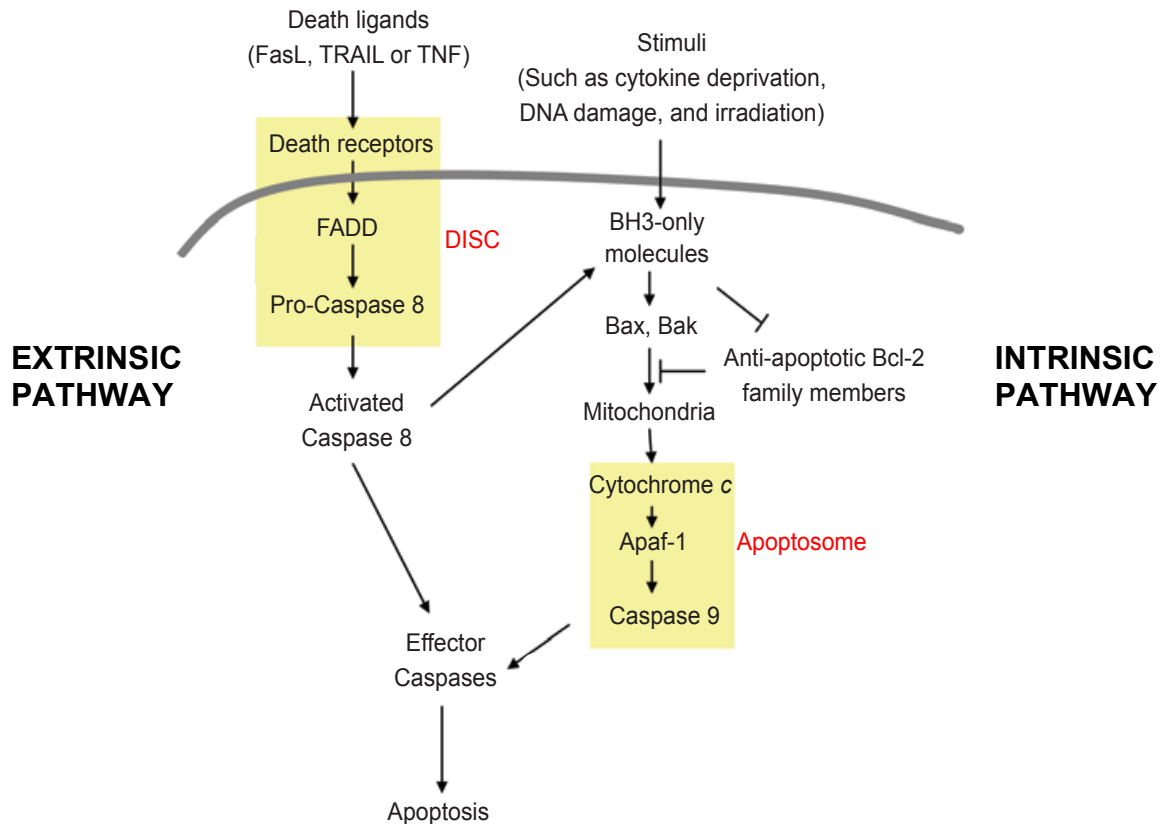 Death ligands
(FasL, TRAIL or TNF)
Stimuli
(Such as cytokine deprivation,
DNA damage, and irradiation)
Death receptors
FADD
DISC
Pro-Caspase 8
BH3-only
molecules
Bax, Bak
EXTRINSIC
PATHWAY
Anti-apoptotic Bcl-2
family members
INTRINSIC
PATHWAY
Activated
Caspase 8
Mitochondria
Cytochrome c
Apaf-1
Apoptosome
Caspase 9
Effector
Caspases
Apoptosis